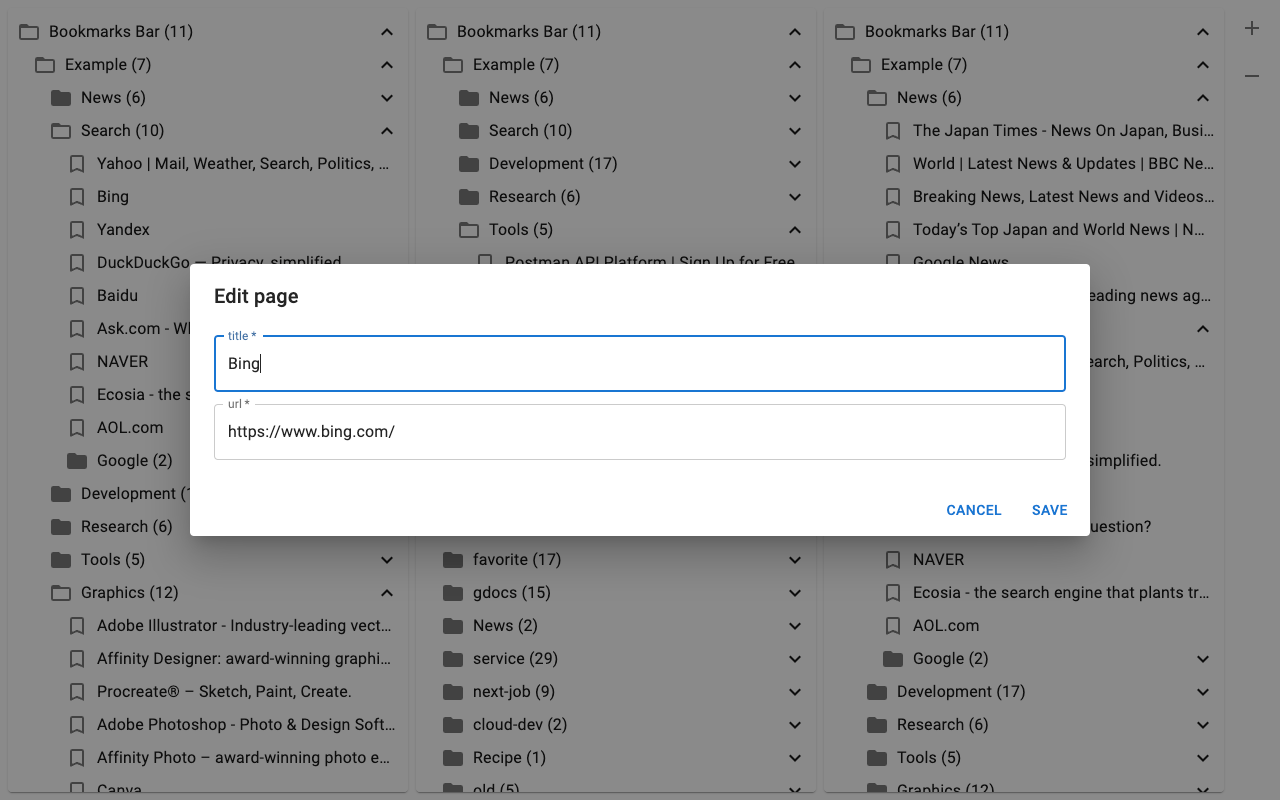 Bookmarks Bar (11)
Example (7)
News (6)
Search (10)
Yahoo | Mail, Weather, Search, Politics, ...
Bing
Yandex
DuckDuckGo — Privacy, simplified.
Baidu
Ask.com - Wh
NAVER
Ecosia - the s
AOL.com
Google (2)
Development (1
Research (6)
Tools (5)
Graphics (12)
Adobe Illustrator - Industry-leading vect...
Affinity Designer: award-winning graphi...
Procreate® – Sketch, Paint, Create.
Adobe Photoshop - Photo & Design Soft...
Affinity Photo – award-winning photo e...
Canva
Bookmarks Bar (11)
Example (7)
News (6)
Search (10)
Development (17)
Research (6)
Tools (5)
Postman API Platform | Sign Up for Free
favorite (17)
gdocs (15)
News (2)
service (29)
next-job (9)
cloud-dev (2)
Recipe (1)
old (5)
Bookmarks Bar (11)
Example (7)
News (6)
The Japan Times - News On Japan, Busi...
World | Latest News & Updates | BBC Ne...
Breaking News, Latest News and Videos...
Today’s Top Japan and World News | N...
Google News
eading news ag...
earch, Politics, ...
simplified.
uestion?
NAVER
Ecosia - the search engine that plants tr...
AOL.com
Google (2)
Development (17)
Research (6)
Tools (5)
Graphics (12)
Edit page
title *
Bing
url *
https://www.bing.com/
CANCEL
SAVE